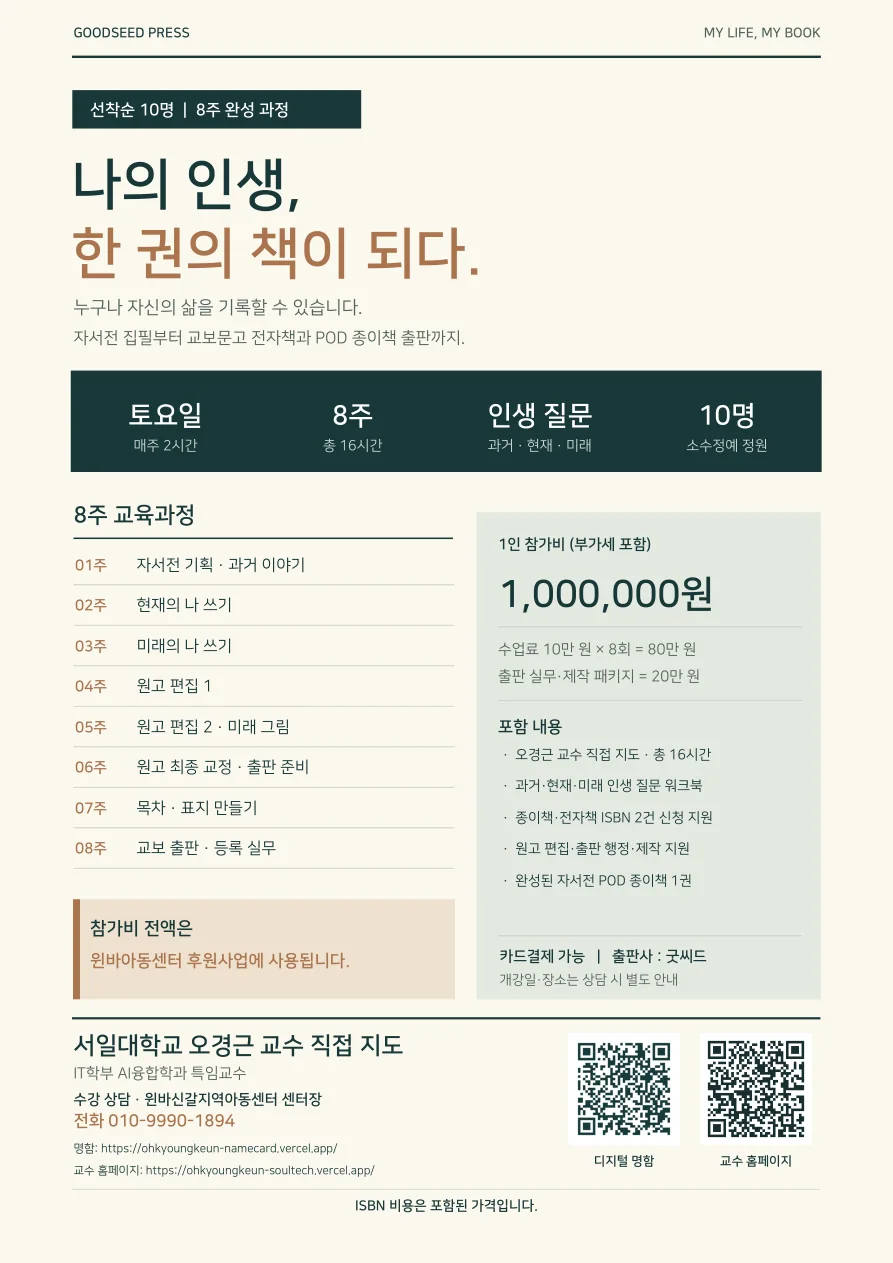 GOODSEED PRESS
MY LIFE, MY BOOK
선착순 10명 | 8주 완성 과정
나의 인생,
한 권의 책이 되다.
누구나 자신의 삶을 기록할 수 있습니다.
자서전 집필부터 교보문고 전자책과 POD 종이책 출판까지.
토요일
매주 2시간
8주
총 16시간
인생 질문
과거 · 현재 · 미래
10명
소수정예 정원
8주 교육과정
01주 자서전 기획 · 과거 이야기
02주 현재의 나 쓰기
03주 미래의 나 쓰기
04주 원고 편집 1
05주 원고 편집 2 · 미래 그림
06주 원고 최종 교정 · 출판 준비
07주 목차 · 표지 만들기
08주 교보 출판 · 등록 실무
참가비 전액은
윈바아동센터 후원사업에 사용됩니다.
1인 참가비 (부가세 포함)
1,000,000원
수업료 10만 원 × 8회 = 80만 원
출판 실무·제작 패키지 = 20만 원
포함 내용
· 오경근 교수 직접 지도 · 총 16시간
· 과거·현재·미래 인생 질문 워크북
· 종이책·전자책 ISBN 2건 신청 지원
· 원고 편집·출판 행정·제작 지원
· 완성된 자서전 POD 종이책 1권
카드결제 가능 | 출판사 : 굿씨드
개강일·장소는 상담 시 별도 안내
서일대학교 오경근 교수 직접 지도
IT학부 AI융합학과 특임교수
수강 상담 · 윈바신갈지역아동센터 센터장
전화 010-9990-1894
명함: https://ohkyoungkeun-namecard.vercel.app/
교수 홈페이지: https://ohkyoungkeun-soultech.vercel.app/
디지털 명함
교수 홈페이지
ISBN 비용은 포함된 가격입니다.